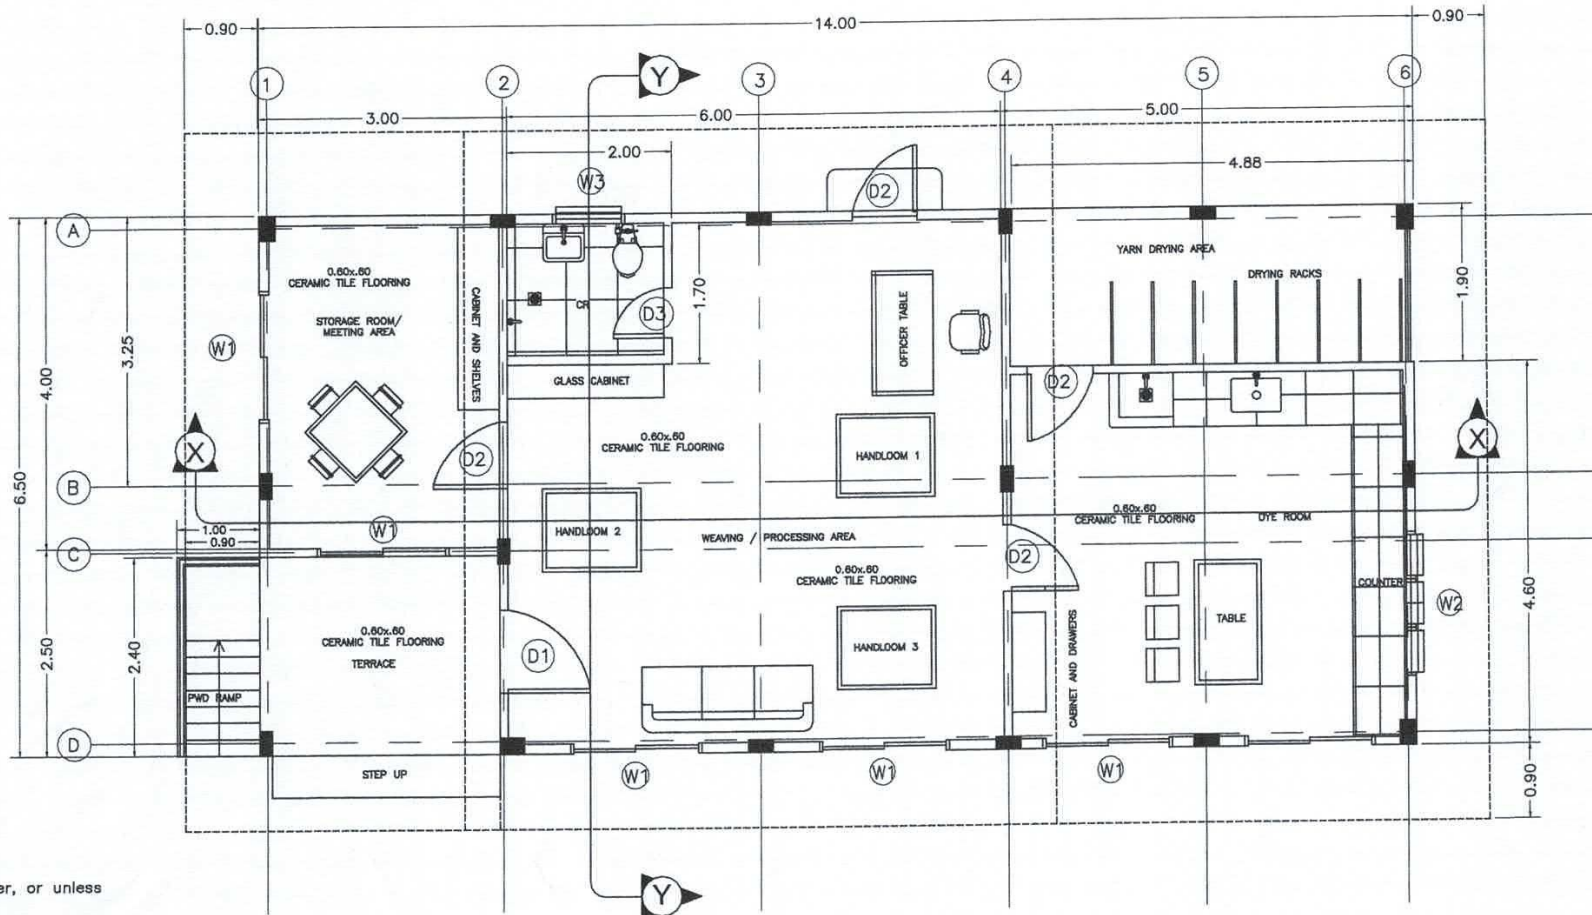 0.90
14.00
0.90
1
2
Y
3
4
5
6
3.00
6.00
5.00
2.00
4.88
W3
D2
A
0.60x.60
CERAMIC TILE FLOORING
STORAGE ROOM/
MEETING AREA
CABINET AND SHELVES
CR
D3
1.70
OFFICER TABLE
YARN DRYING AREA
DRYING RACKS
1.90
W1
3.25
4.00
6.50
GLASS CABINET
D2
X
D2
0.60x.60
CERAMIC TILE FLOORING
HANDLOOM 1
X
B
1.00
0.90
W1
HANDLOOM 2
WEAVING / PROCESSING AREA
0.60x.60
CERAMIC TILE FLOORING
DYE ROOM
C
D2
0.60x.60
CERAMIC TILE FLOORING
COUNTER
W2
4.60
2.50
2.40
0.60x.60
CERAMIC TILE FLOORING
TERRACE
D1
HANDLOOM 3
CABINET AND DRAWERS
TABLE
PWD RAMP
D
STEP UP
W1
W1
W1
0.90
er, or unless
Y